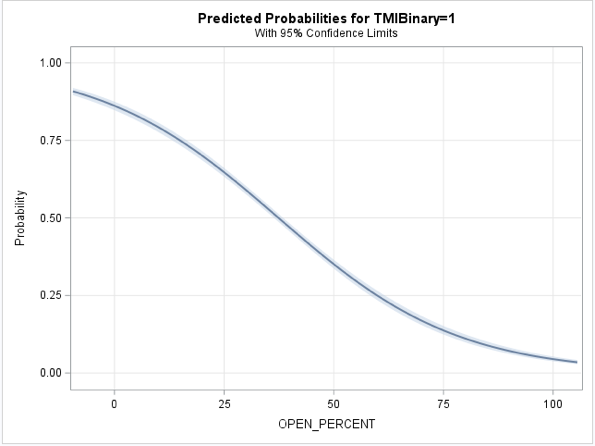 Predicted Probabilities for TMIBinary=1
With 95% Confidence Limits
1.00
0.75
0.50
0.25
0.00
Probability
0 25 50 75 100
OPEN_PERCENT